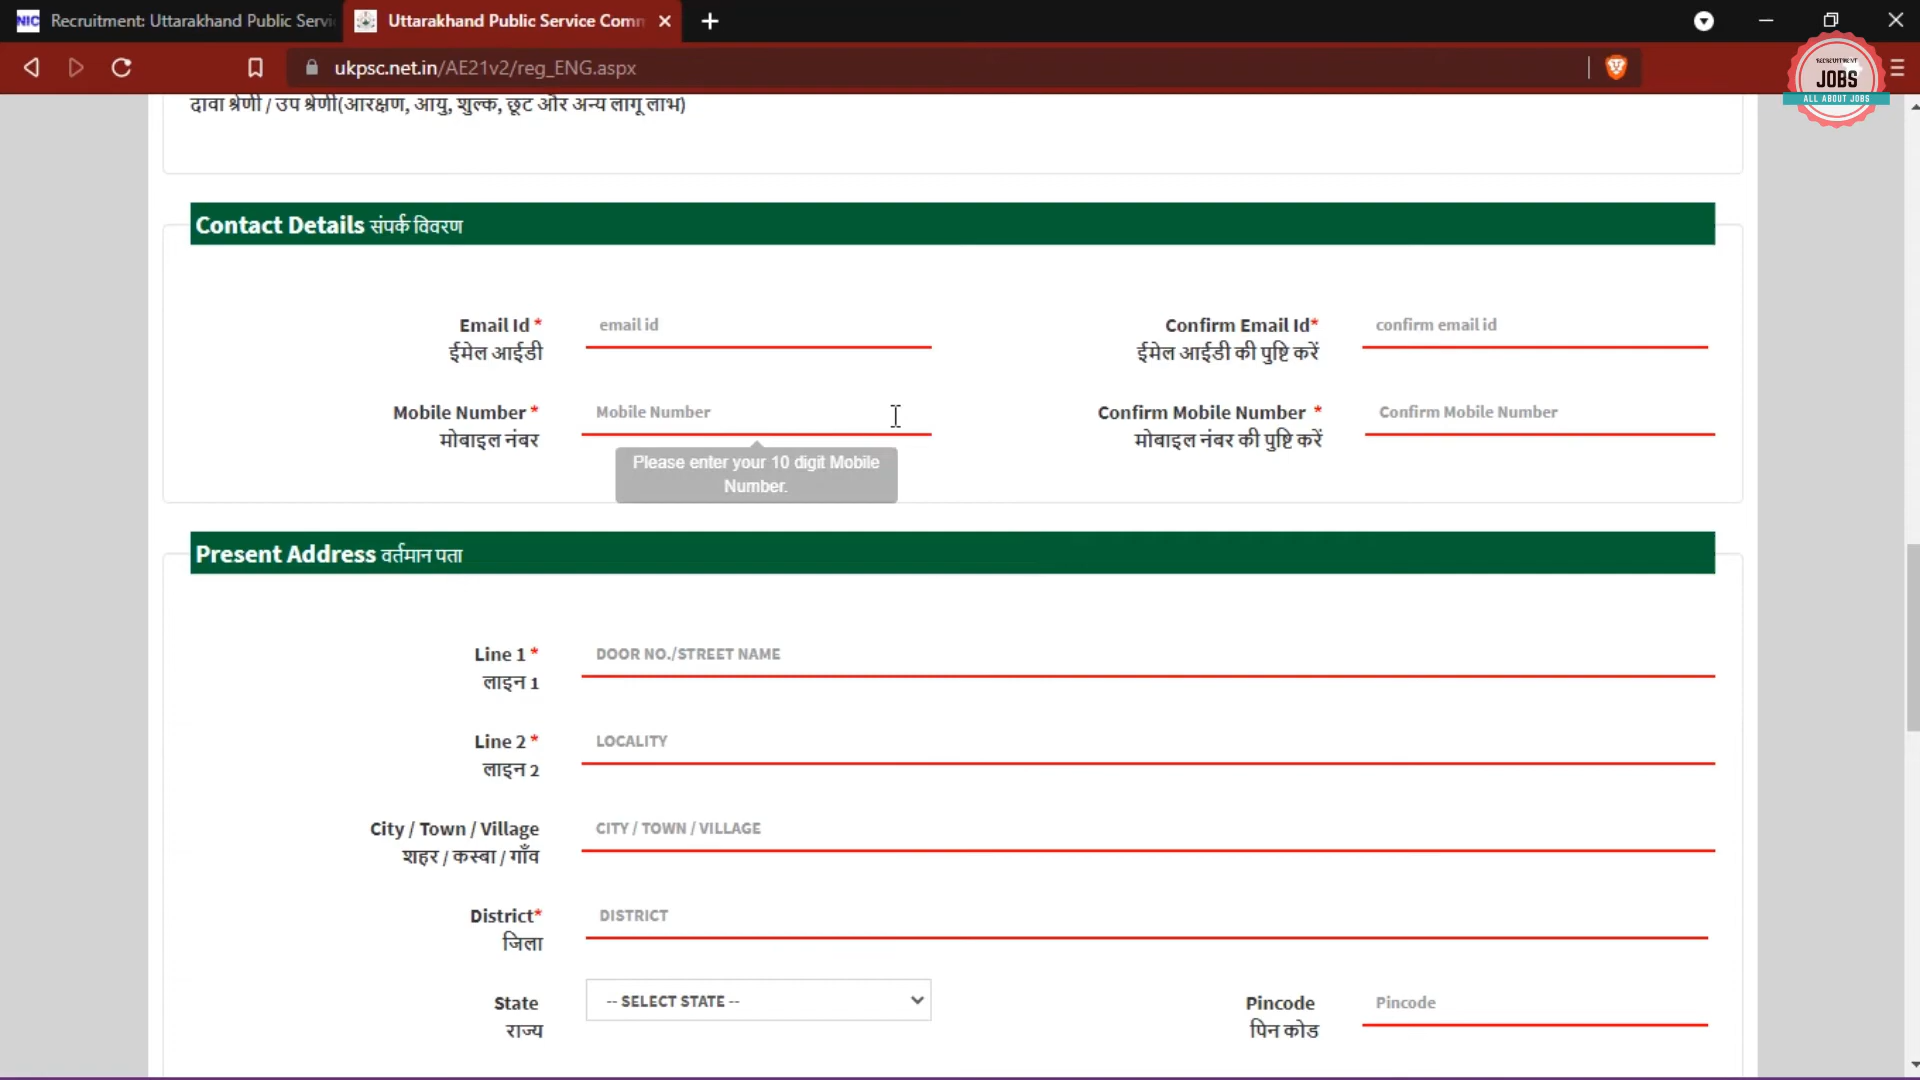 NIC Recruitment: Uttarakhand Public Servi
Uttarakhand Public Service Comm
ukpsc.net.in/AE21v2/reg_ENG.aspx
RECRUITMENT
JOBS
ALL ABOUT JOBS
दावा श्रेणी / उप श्रेणी(आरक्षण, आयु, शुल्क, छूट और अन्य लागू लाभ)
Contact Details संपर्क विवरण
Email Id * email id Confirm Email Id* confirm email id
ईमेल आईडी ईमेल आईडी की पुष्टि करें
Mobile Number * Mobile Number Confirm Mobile Number * Confirm Mobile Number
मोबाइल नंबर मोबाइल नंबर की पुष्टि करें
Please enter your 10 digit Mobile
Number.
Present Address वर्तमान पता
Line 1 * DOOR NO./STREET NAME
लाइन 1
Line 2 * LOCALITY
लाइन 2
City / Town / Village CITY / TOWN / VILLAGE
शहर / कस्बा / गाँव
District* DISTRICT
जिला
State -- SELECT STATE -- Pincode Pincode
राज्य पिन कोड